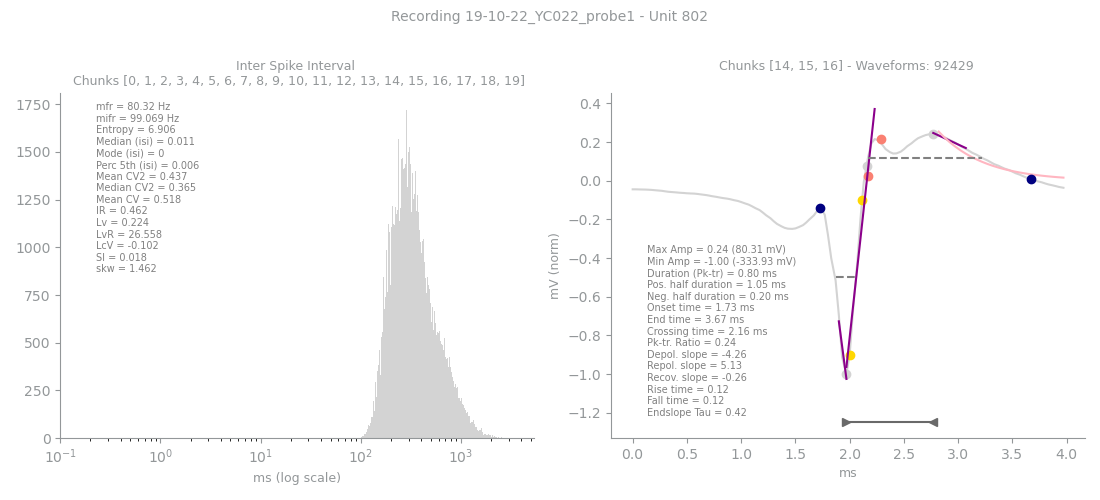 Recording 19-10-22_YC022_probe1 - Unit 802
Inter Spike Interval
Chunks [0, 1, 2, 3, 4, 5, 6, 7, 8, 9, 10, 11, 12, 13, 14, 15, 16, 17, 18, 19]
1750
1500
1250
1000
750
500
250
0
mfr = 80.32 Hz
mifr = 99.069 Hz
Entropy = 6.906
Median (isi) = 0.011
Mode (isi) = 0
Perc 5th (isi) = 0.006
Mean CV2 = 0.437
Median CV2 = 0.365
Mean CV = 0.518
IR = 0.462
Lv = 0.224
LvR = 26.558
LcV = -0.102
SI = 0.018
skw = 1.462
10⁻¹ 10⁰ 10¹ 10² 10³
ms (log scale)
Chunks [14, 15, 16] - Waveforms: 92429
mV (norm)
0.4
0.2
0.0
−0.2
−0.4
−0.6
−0.8
−1.0
−1.2
Max Amp = 0.24 (80.31 mV)
Min Amp = -1.00 (-333.93 mV)
Duration (Pk-tr) = 0.80 ms
Pos. half duration = 1.05 ms
Neg. half duration = 0.20 ms
Onset time = 1.73 ms
End time = 3.67 ms
Crossing time = 2.16 ms
Pk-tr. Ratio = 0.24
Depol. slope = -4.26
Repol. slope = 5.13
Recov. slope = -0.26
Rise time = 0.12
Fall time = 0.12
Endslope Tau = 0.42
0.0 0.5 1.0 1.5 2.0 2.5 3.0 3.5 4.0
ms